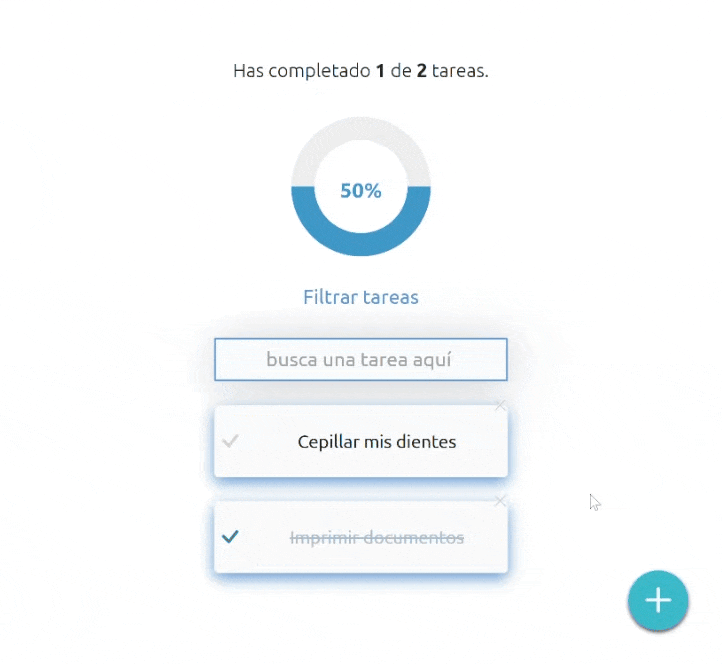 Has completado 1 de 2 tareas.
50%
Filtrar tareas
busca una tarea aquí
Cepillar mis dientes
Imprimir documentos